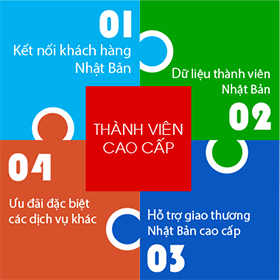 01
Kết nối khách hàng
Nhật Bản
Dữ liệu thành viên
Nhật Bản
02
THÀNH VIÊN
CAO CẤP
04
Ưu đãi đặc biệt
các dịch vụ khác
Hỗ trợ giao thương
Nhật Bản cao cấp
03